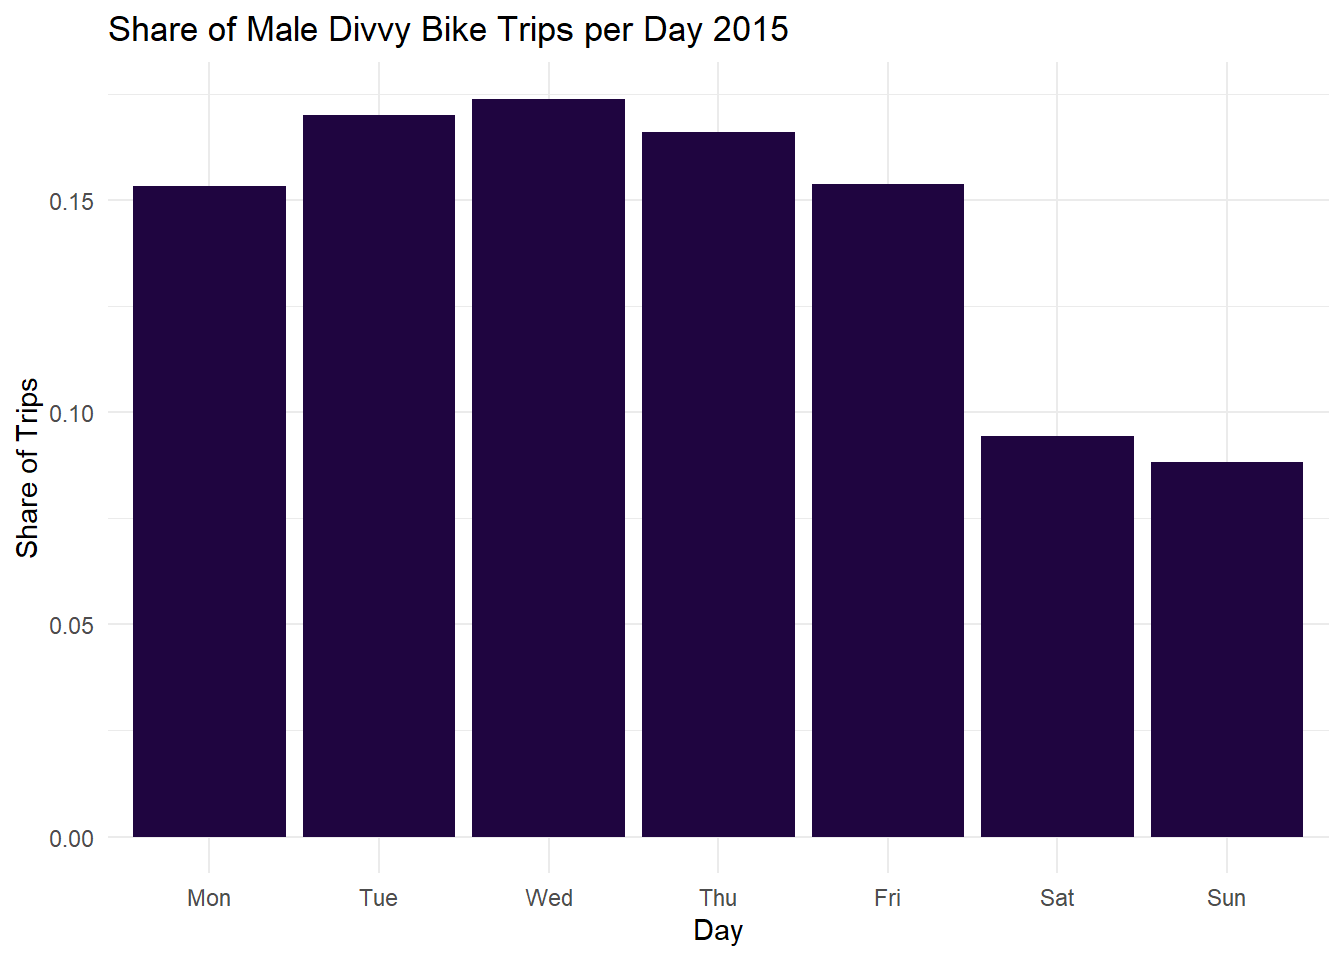 Share of Male Divvy Bike Trips per Day 2015
Share of Trips
0.15
0.10
0.05
0.00
Mon Tue Wed Thu Fri Sat Sun
Day